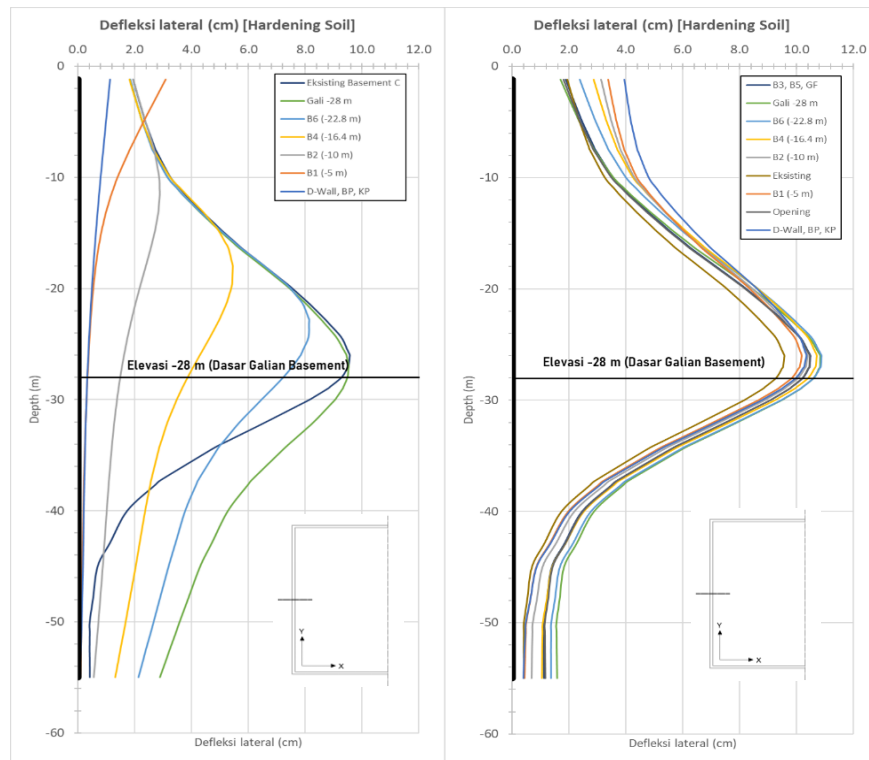 Defleksi lateral (cm) [Hardening Soil]
0.0 2.0 4.0 6.0 8.0 10.0 12.0
0
-10
-20
-30
-40
-50
-60
Depth (m)
Eksisting Basement C
Gali -28 m
B6 (-22.8 m)
B4 (-16.4 m)
B2 (-10 m)
B1 (-5 m)
D-Wall, BP, KP
Elevasi -28 m (Dasar Galian Basement)
Y
X
Defleksi lateral (cm)
Defleksi lateral (cm) [Hardening Soil]
0.0 2.0 4.0 6.0 8.0 10.0 12.0
0
-10
-20
-30
-40
-50
-60
Depth (m)
B3, B5, GF
Gali -28 m
B6 (-22.8 m)
B4 (-16.4 m)
B2 (-10 m)
Eksisting
B1 (-5 m)
Opening
D-Wall, BP, KP
Elevasi -28 m (Dasar Galian Basement)
Y
X
Defleksi lateral (cm)